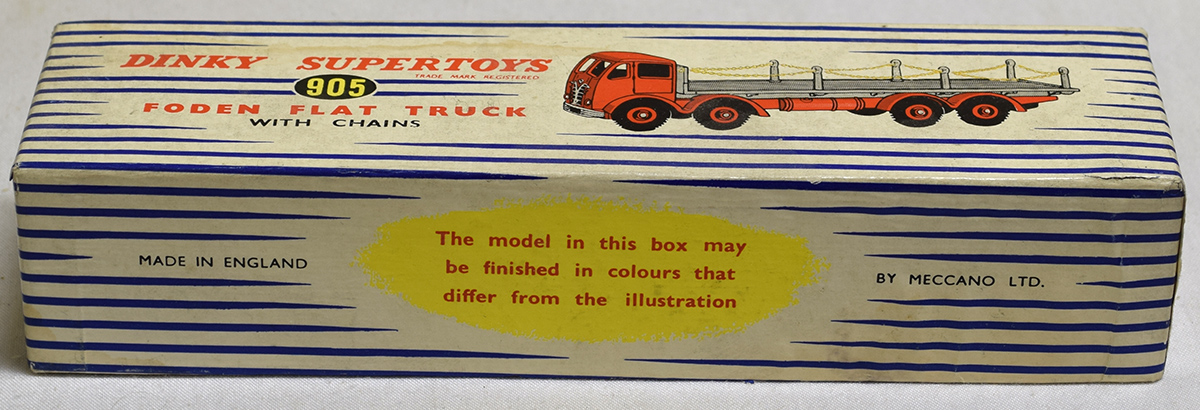 DINKY SUPERTOYS
TRADE MARK REGISTERED
905
FODEN FLAT TRUCK
WITH CHAINS
MADE IN ENGLAND
The model in this box may
be finished in colours that
differ from the illustration
BY MECCANO LTD.